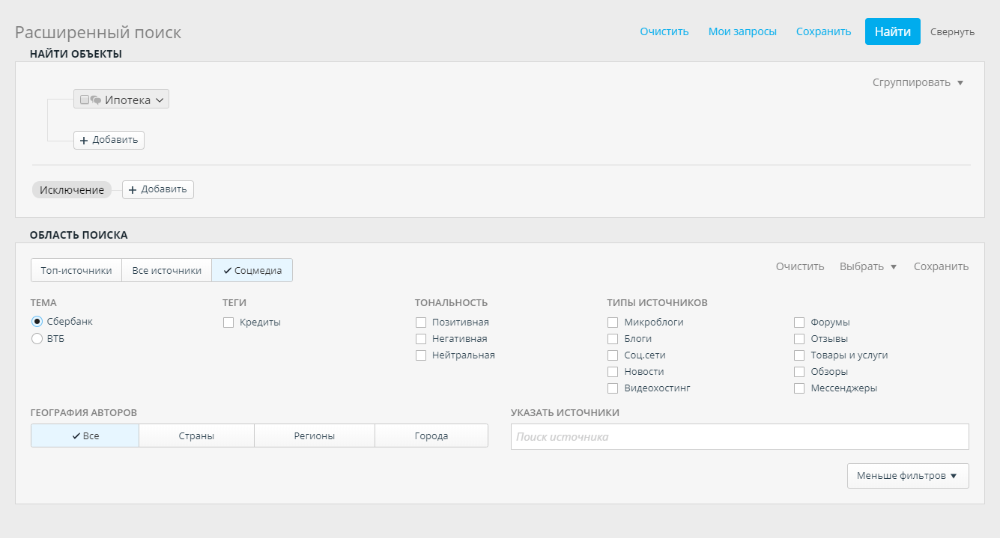 Расширенный поиск
Очистить Мои запросы Сохранить Найти Свернуть
НАЙТИ ОБЪЕКТЫ
Сгруппировать
Ипотека
Добавить
Исключение Добавить
ОБЛАСТЬ ПОИСКА
Топ-источники Все источники Соцмедиа Очистить Выбрать Сохранить
ТЕМА ТЕГИ ТОНАЛЬНОСТЬ ТИПЫ ИСТОЧНИКОВ
Сбербанк Кредиты Позитивная Микроблоги Форумы
ВТБ Негативная Блоги Отзывы
Нейтральная Соц.сети Товары и услуги
Новости Обзоры
Видеохостинг Мессенджеры
ГЕОГРАФИЯ АВТОРОВ УКАЗАТЬ ИСТОЧНИКИ
Все Страны Регионы Города Поиск источника
Меньше фильтров